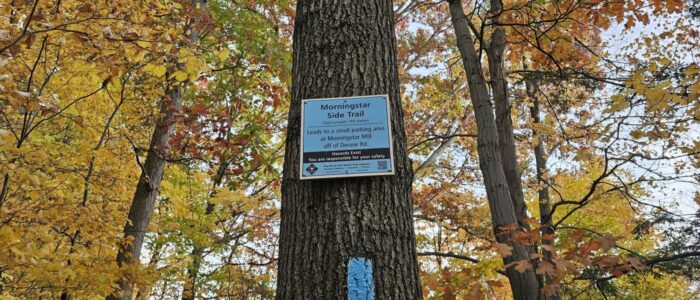 Morningstar
Side Trail
Leads to a small parking area
at Morningstar Mill
off of Decew Rd.
Hazards Exist
You are responsible for your safety